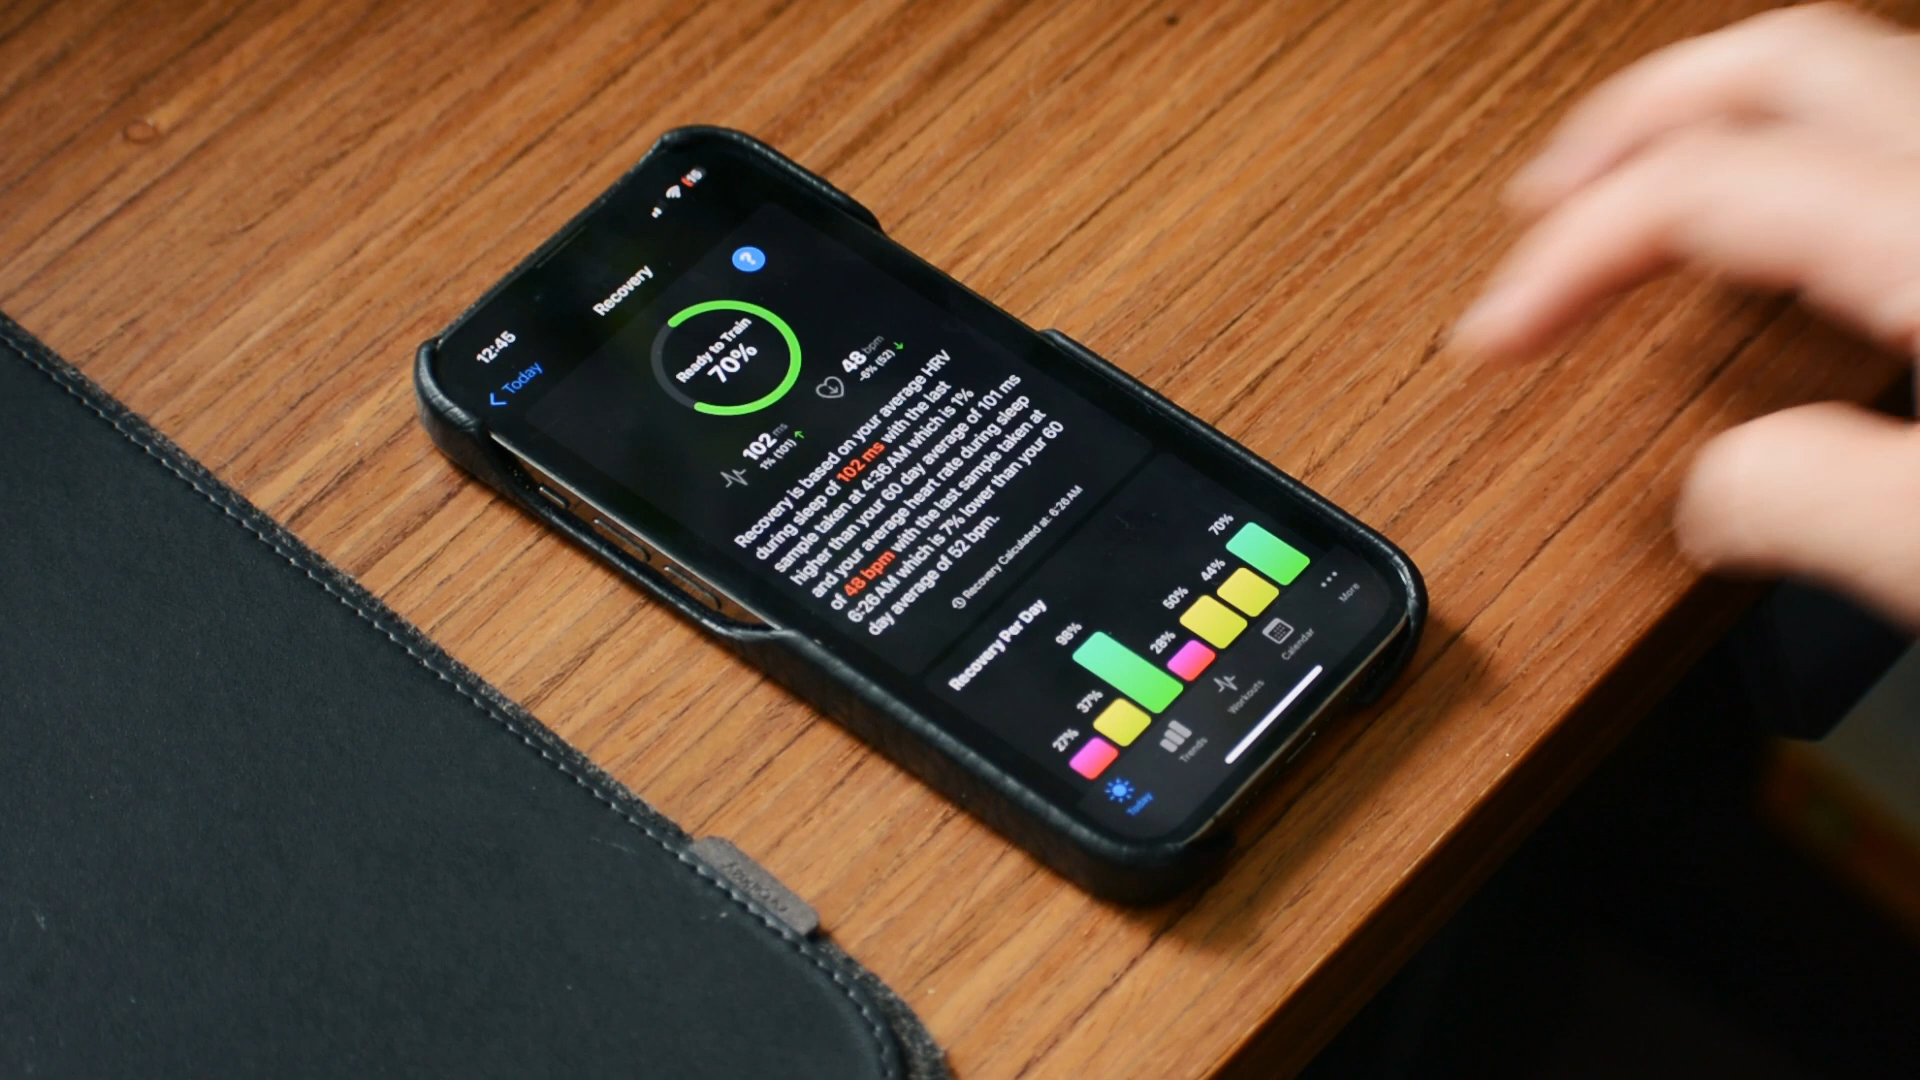 12:45
15
Today
Recovery
?
Ready to Train
70%
102 ms
1% (101)
48 bpm
-6% (52)
Recovery is based on your average HRV
during sleep of 102 ms with the last
sample taken at 4:36 AM which is 1%
higher than your 60 day average of 101 ms
and your average heart rate during sleep
of 48 bpm with the last sample taken at
6:26 AM which is 7% lower than your 60
day average of 52 bpm.
Recovery Calculated at: 6:26 AM
Recovery Per Day
27%
37%
98%
28%
50%
44%
70%
Today
Trends
Workouts
Calendar
More